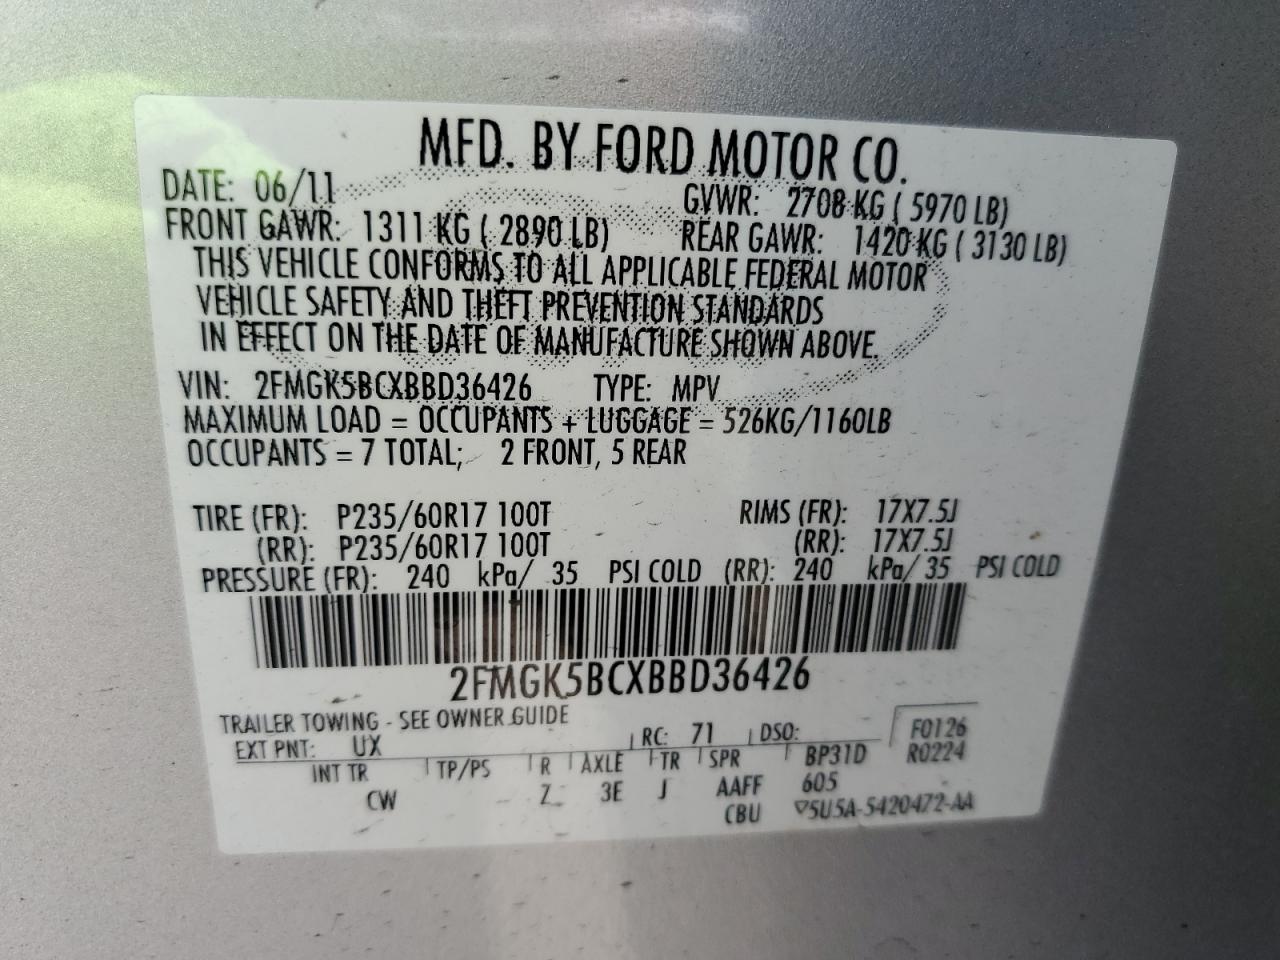 MFD. BY FORD MOTOR CO.
DATE: 06/11 GVWR: 2708 KG ( 5970 LB)
FRONT GAWR: 1311 KG ( 2890 LB) REAR GAWR: 1420 KG ( 3130 LB)
THIS VEHICLE CONFORMS TO ALL APPLICABLE FEDERAL MOTOR
VEHICLE SAFETY AND THEFT PREVENTION STANDARDS
IN EFFECT ON THE DATE OF MANUFACTURE SHOWN ABOVE.
VIN: 2FMGK5BCXBBD36426 TYPE: MPV
MAXIMUM LOAD = OCCUPANTS + LUGGAGE = 526KG/1160LB
OCCUPANTS = 7 TOTAL; 2 FRONT, 5 REAR
TIRE (FR): P235/60R17 100T RIMS (FR): 17X7.5J
(RR): P235/60R17 100T (RR): 17X7.5J
PRESSURE (FR): 240 kPa/ 35 PSI COLD (RR): 240 kPa/ 35 PSI COLD
2FMGK5BCXBBD36426
TRAILER TOWING - SEE OWNER GUIDE
EXT PNT: UX RC: 71 DSO: F0126
INT TR TP/PS R AXLE TR SPR BP31D R0224
CW Z 3E J AAFF 605
CBU 5U5A-5420472-AA